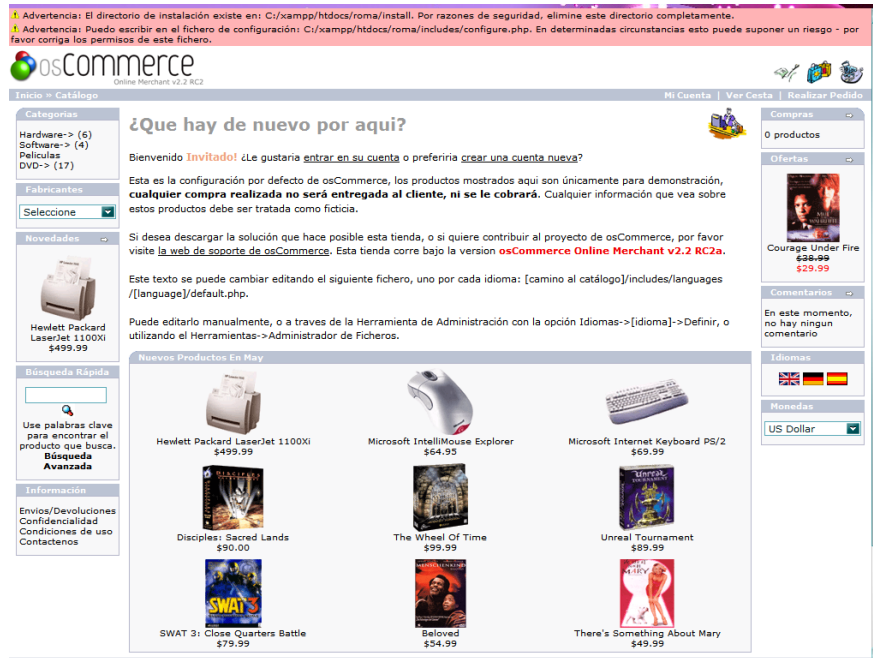 Advertencia: El directorio de instalación existe en: C:/xampp/htdocs/roma/install. Por razones de seguridad, elimine este directorio completamente.
Advertencia: Puedo escribir en el fichero de configuración: C:/xampp/htdocs/roma/includes/configure.php. En determinadas circunstancias esto puede suponer un riesgo - por
favor corriga los permisos de este fichero.
osCommerce
Online Merchant v2.2 RC2
Inicio » Catálogo
Mi Cuenta | Ver Cesta | Realizar Pedido
Categorias
Hardware-> (6)
Software-> (4)
Peliculas
DVD-> (17)
Fabricantes
Seleccione
Novedades
Hewlett Packard
LaserJet 1100Xi
$499.99
Búsqueda Rápida
Use palabras clave
para encontrar el
producto que busca.
Búsqueda
Avanzada
Información
Envios/Devoluciones
Confidencialidad
Condiciones de uso
Contactenos
¿Que hay de nuevo por aqui?
Bienvenido Invitado! ¿Le gustaria entrar en su cuenta o preferiria crear una cuenta nueva?
Esta es la configuración por defecto de osCommerce, los productos mostrados aqui son únicamente para demonstración,
cualquier compra realizada no será entregada al cliente, ni se le cobrará. Cualquier información que vea sobre
estos productos debe ser tratada como ficticia.
Si desea descargar la solución que hace posible esta tienda, o si quiere contribuir al proyecto de osCommerce, por favor
visite la web de soporte de osCommerce. Esta tienda corre bajo la version osCommerce Online Merchant v2.2 RC2a.
Este texto se puede cambiar editando el siguiente fichero, uno por cada idioma: [camino al catálogo]/includes/languages
/[language]/default.php.
Puede editarlo manualmente, o a traves de la Herramienta de Administración con la opción Idiomas->[idioma]->Definir, o
utilizando el Herramientas->Administrador de Ficheros.
Nuevos Productos En May
Hewlett Packard LaserJet 1100Xi
$499.99
Microsoft IntelliMouse Explorer
$64.95
Microsoft Internet Keyboard PS/2
$69.99
DISCIPLES
Disciples: Sacred Lands
$90.00
The Wheel Of Time
$99.99
Unreal
TOURNAMENT
Unreal Tournament
$89.99
SWAT 3
SWAT 3: Close Quarters Battle
$79.99
MENSCHENKIND
Beloved
$54.99
MARY
There's Something About Mary
$49.99
Compras
0 productos
Ofertas
Courage Under Fire
$38.99
$29.99
Comentarios
En este momento,
no hay ningun
comentario
Idiomas
Monedas
US Dollar